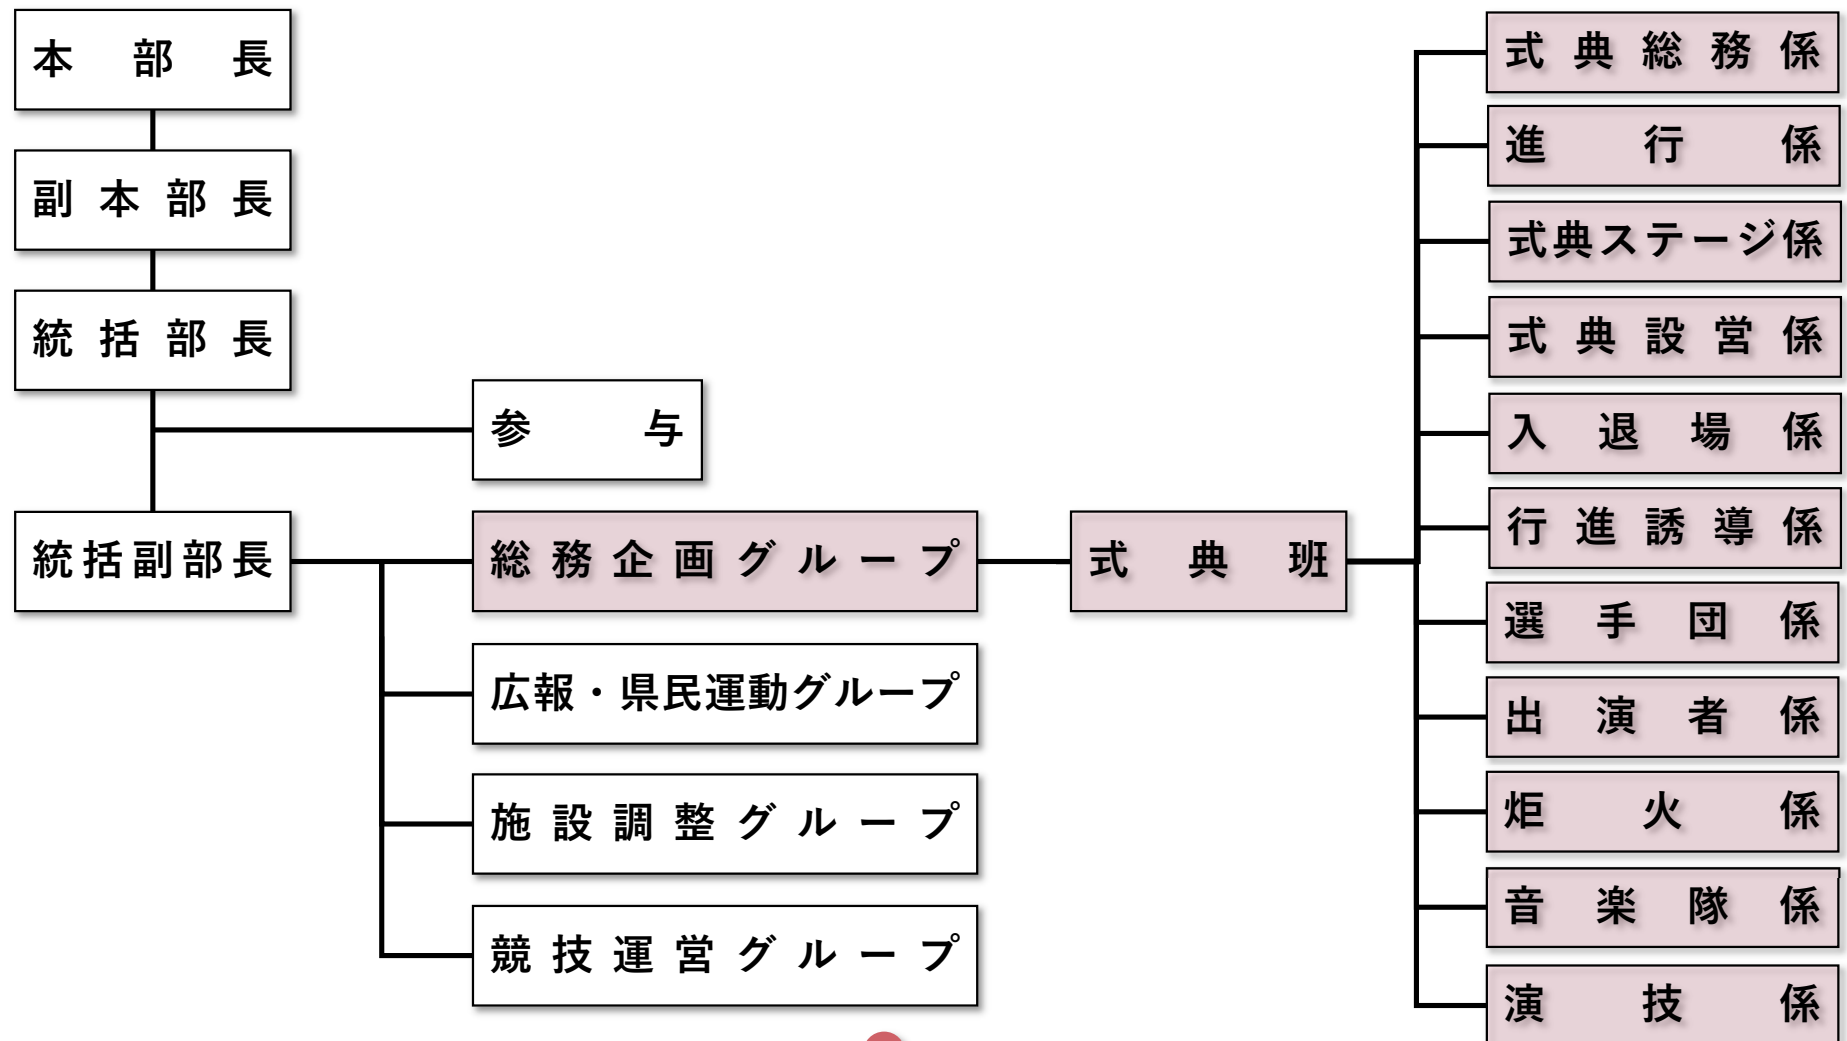 本部長
副本部長
統括部長
参与
統括副部長
総務企画グループ
広報・県民運動グループ
施設調整グループ
競技運営グループ
式典班
式典総務係
進行係
式典ステージ係
式典設営係
入退場係
行進誘導係
選手団係
出演者係
炬火係
音楽隊係
演技係